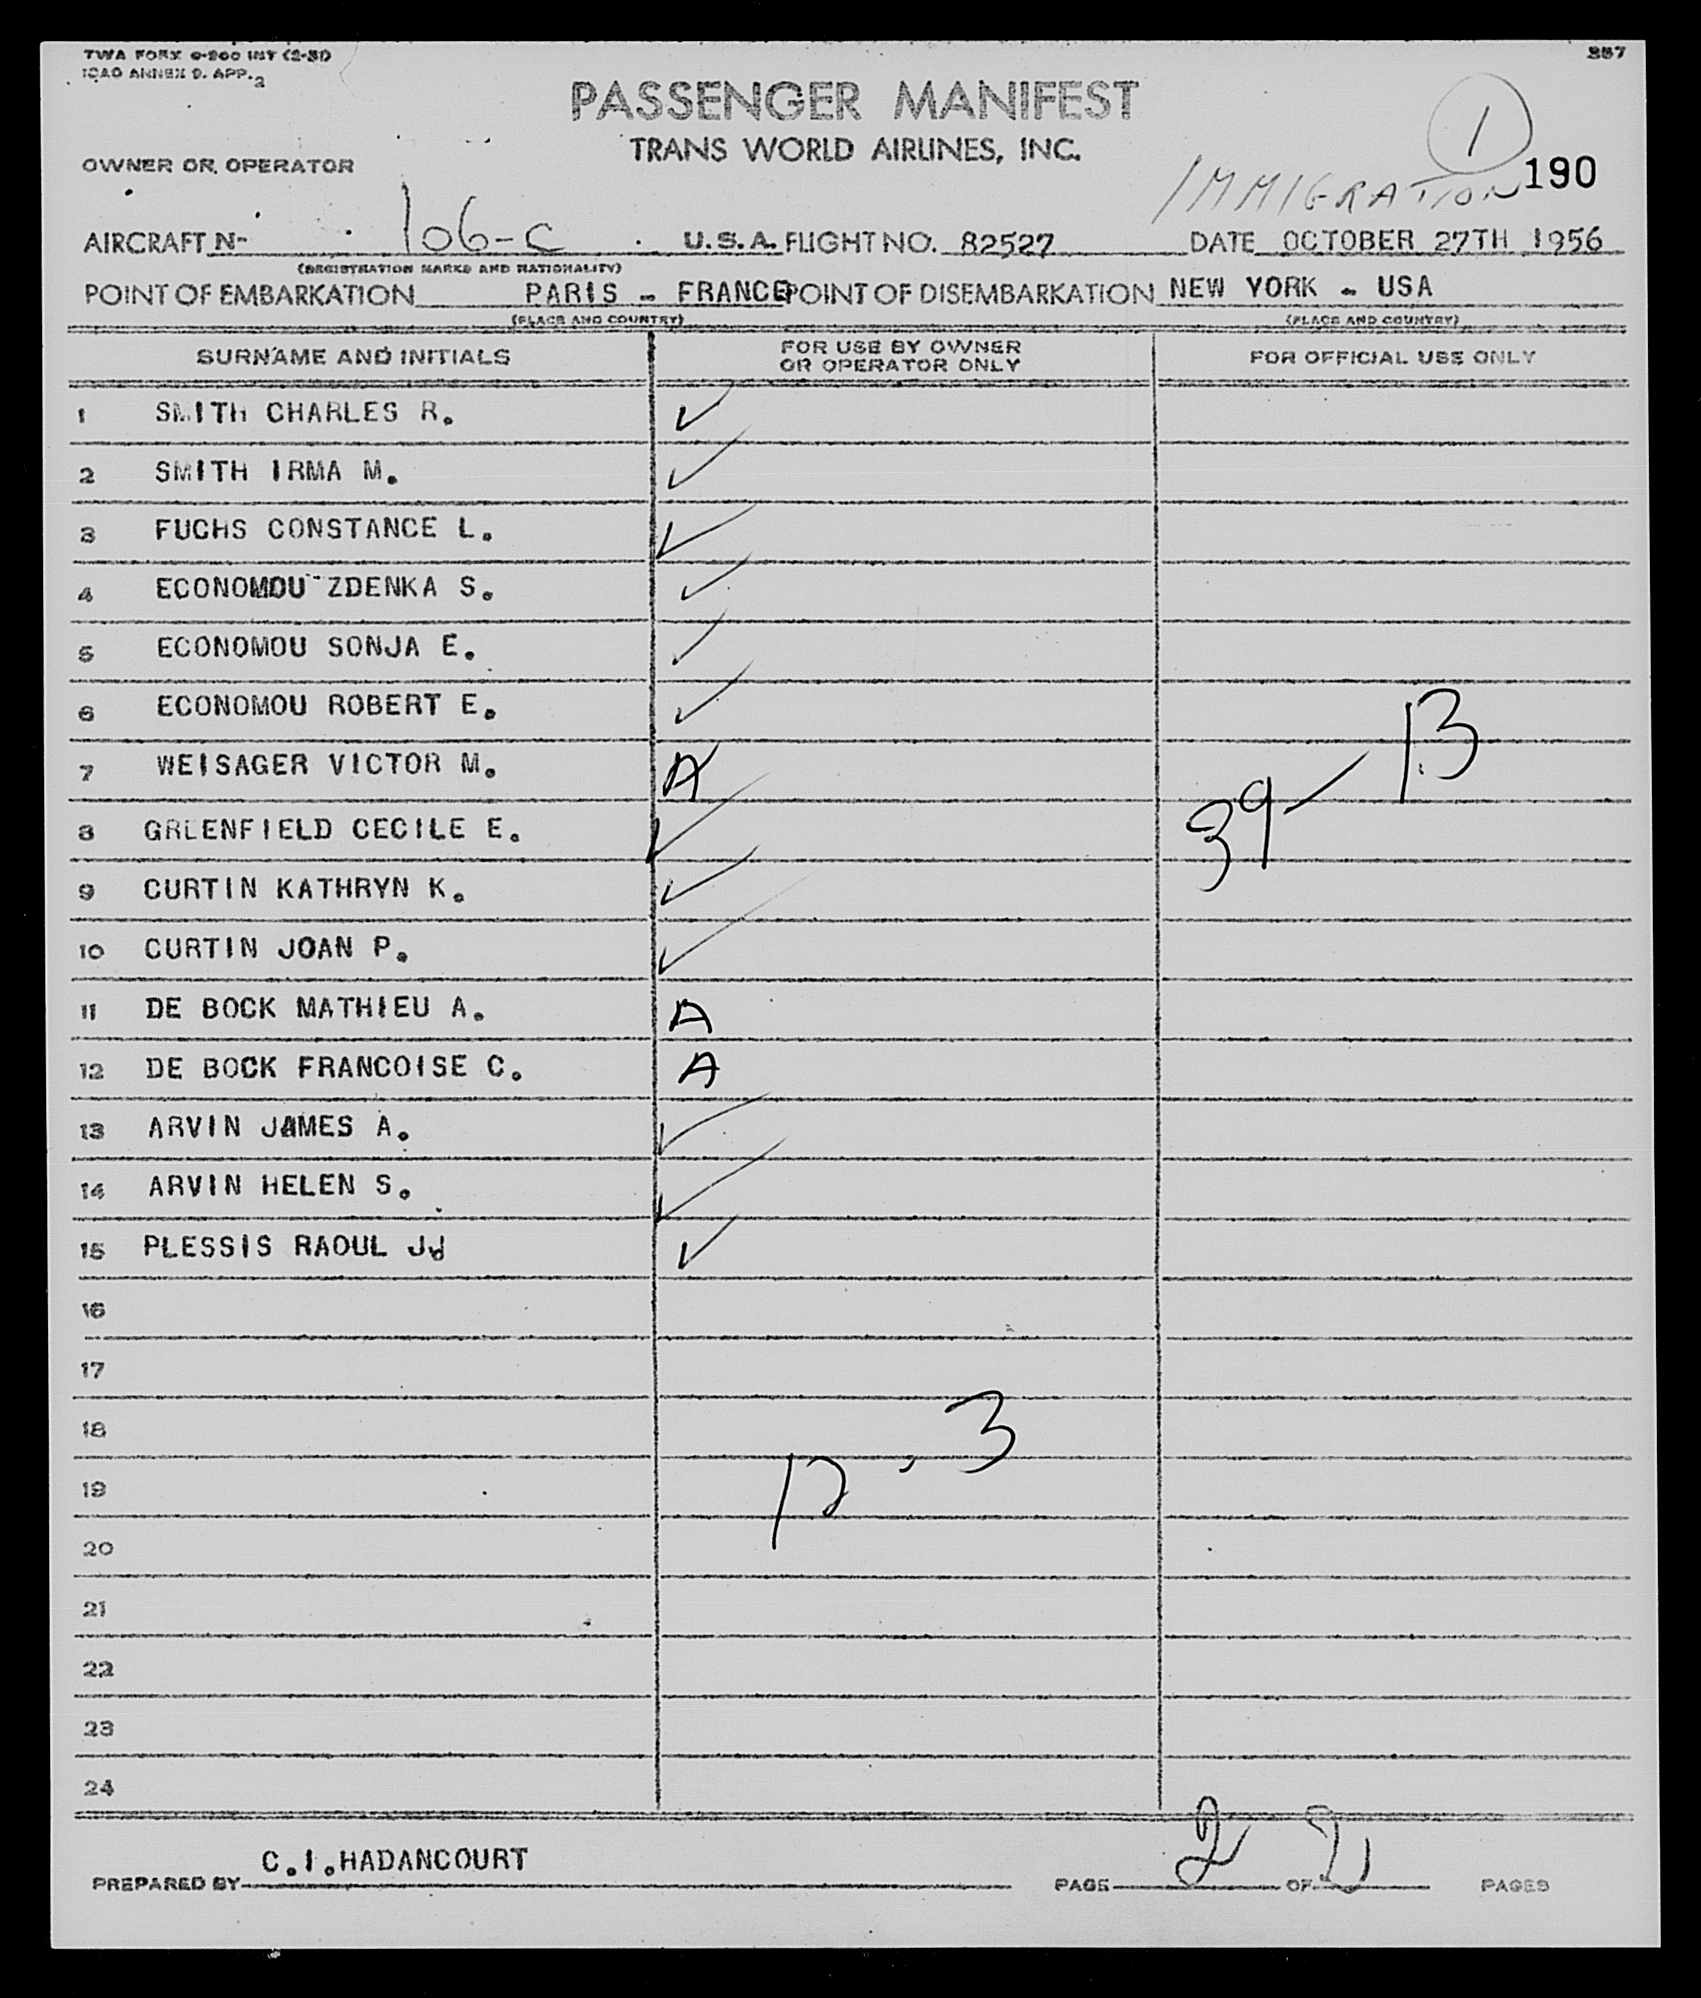 TWA FORM O-200 INT (2-51)
357
ICAO ANNEX 9. APP. 2
PASSENGER MANIFEST
TRANS WORLD AIRLINES, INC.
1
OWNER OR OPERATOR
IMMIGRATION 190
AIRCRAFT N- 106-C U.S.A. FLIGHT NO. 82527 DATE OCTOBER 27TH 1956
(REGISTRATION MARKS AND NATIONALITY)
POINT OF EMBARKATION PARIS - FRANCE POINT OF DISEMBARKATION NEW YORK - USA
(PLACE AND COUNTRY) (PLACE AND COUNTRY)
SURNAME AND INITIALS FOR USE BY OWNER OR OPERATOR ONLY FOR OFFICIAL USE ONLY
1 SMITH CHARLES R. ✓
2 SMITH IRMA M. ✓
3 FUCHS CONSTANCE L. ✓
4 ECONOMOU ZDENKA S. ✓
5 ECONOMOU SONJA E. ✓
6 ECONOMOU ROBERT E. ✓
7 WEISAGER VICTOR M. A
39 - 13
8 GREENFIELD CECILE E. ✓
9 CURTIN KATHRYN K. ✓
10 CURTIN JOAN P. ✓
11 DE BOCK MATHIEU A. A
12 DE BOCK FRANCOISE C. A
13 ARVIN JAMES A. ✓
14 ARVIN HELEN S. ✓
15 PLESSIS RAOUL J. ✓
16
17
18
12 - 3
19
20
21
22
23
24
PREPARED BY C.I.HADANCOURT PAGE 2 OF 2 PAGES